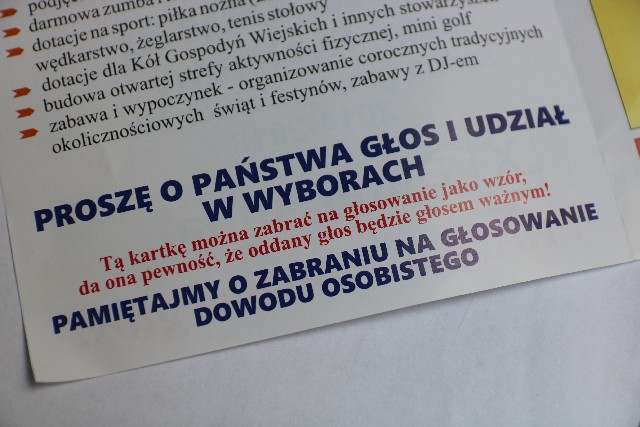 darmowa zumba i
dotacje na sport: piłka nożna
wędkarstwo, żeglarstwo, tenis stołowy
dotacje dla Kół Gospodyń Wiejskich i innych stowarzyszeń
budowa otwartej strefy aktywności fizycznej, mini golf
zabawa i wypoczynek - organizowanie corocznych tradycyjnych
okolicznościowych świąt i festynów, zabawy z DJ-em
PROSZĘ O PAŃSTWA GŁOS I UDZIAŁ
W WYBORACH
Tą kartkę można zabrać na głosowanie jako wzór,
da ona pewność, że oddany głos będzie głosem ważnym!
PAMIĘTAJMY O ZABRANIU NA GŁOSOWANIE
DOWODU OSOBISTEGO